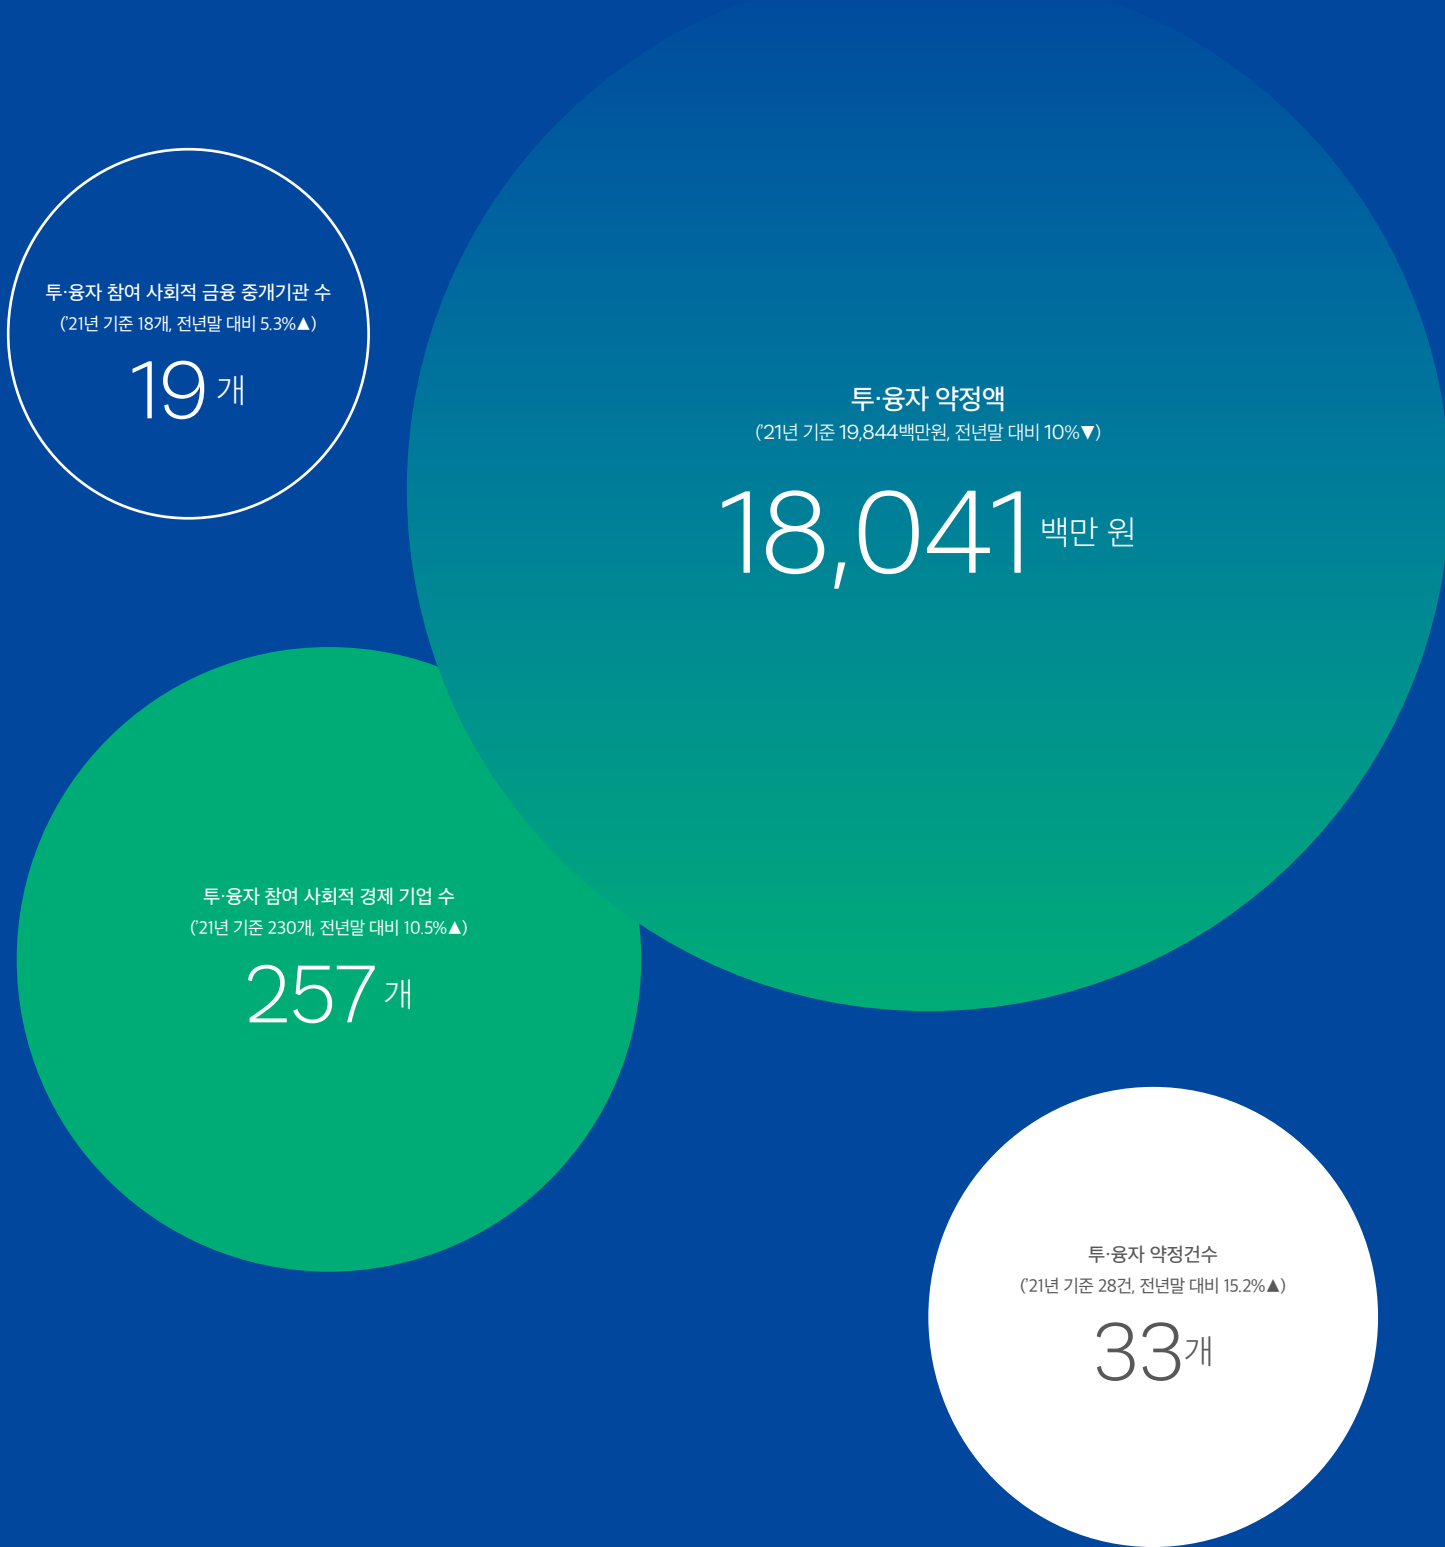 투·융자 참여 사회적 금융 중개기관 수
('21년 기준 18개, 전년말 대비 5.3%▲)
19 개
투·융자 약정액
('21년 기준 19,844백만원, 전년말 대비 10%▼)
18,041 백만 원
투·융자 참여 사회적 경제 기업 수
('21년 기준 230개, 전년말 대비 10.5%▲)
257 개
투·융자 약정건수
('21년 기준 28건, 전년말 대비 15.2%▲)
33개